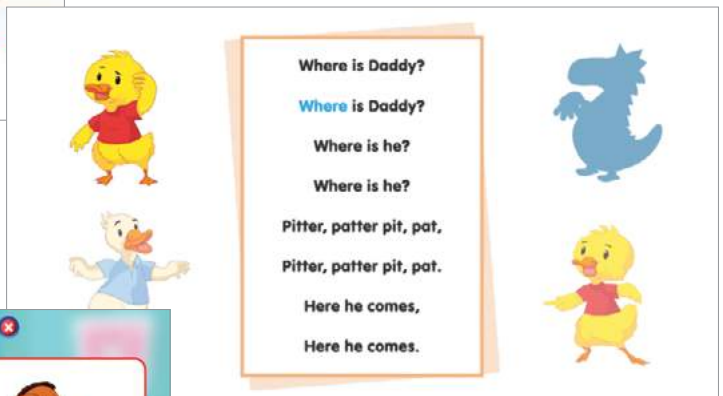 Where is Daddy?
Where is Daddy?
Where is he?
Where is he?
Pitter, patter pit, pat,
Pitter, patter pit, pat.
Here he comes,
Here he comes.